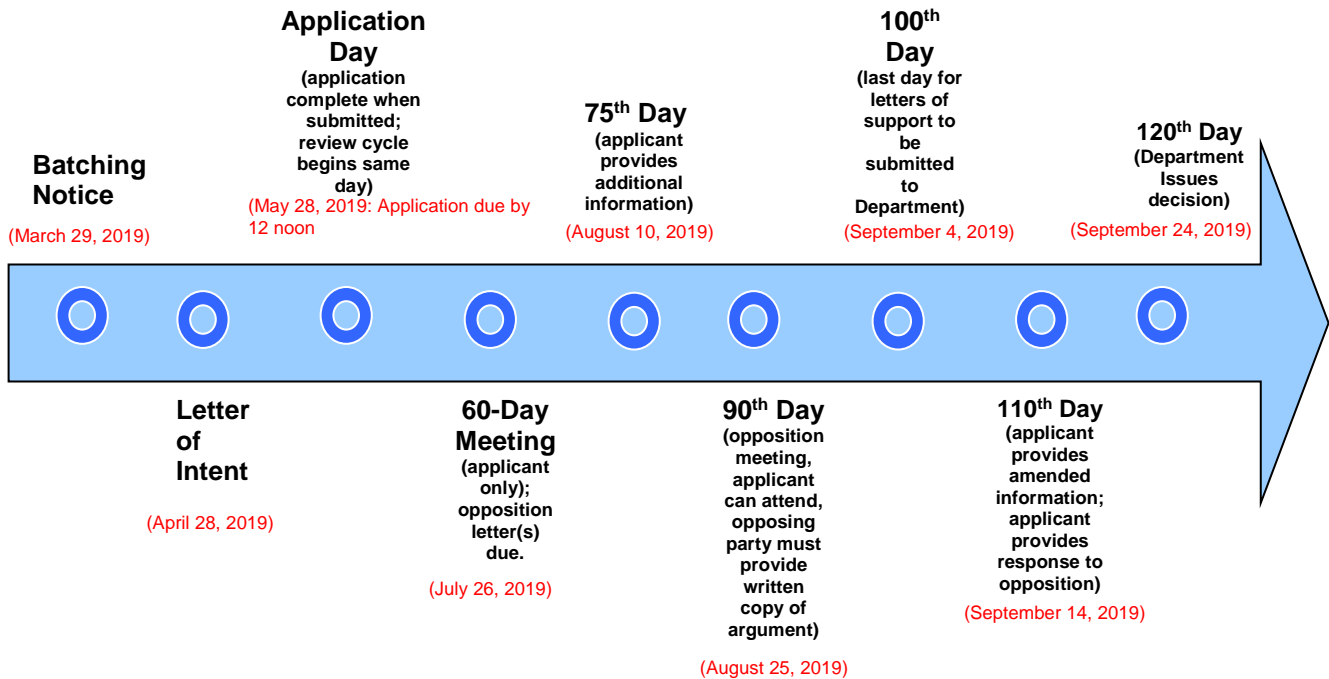 Batching
Notice
(March 29, 2019)
Letter
of
Intent
(April 28, 2019)
Application
Day
(application
complete when
submitted;
review cycle
begins same
day)
(May 28, 2019: Application due by
12 noon
60-Day
Meeting
(applicant
only);
opposition
letter(s)
due.
(July 26, 2019)
75th Day
(applicant
provides
additional
information)
(August 10, 2019)
90th Day
(opposition
meeting,
applicant
can attend,
opposing
party must
provide
written
copy of
argument)
(August 25, 2019)
100th
Day
(last day for
letters of
support to
be
submitted
to
Department)
(September 4, 2019)
110th Day
(applicant
provides
amended
information;
applicant
provides
response to
opposition)
(September 14, 2019)
120th Day
(Department
Issues
decision)
(September 24, 2019)